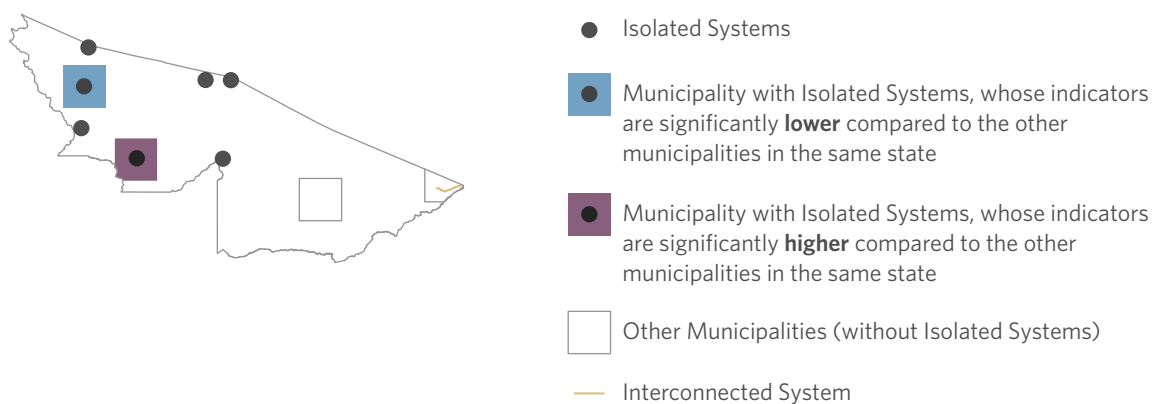 Isolated Systems
Municipality with Isolated Systems, whose indicators
are significantly lower compared to the other
municipalities in the same state
Municipality with Isolated Systems, whose indicators
are significantly higher compared to the other
municipalities in the same state
Other Municipalities (without Isolated Systems)
Interconnected System